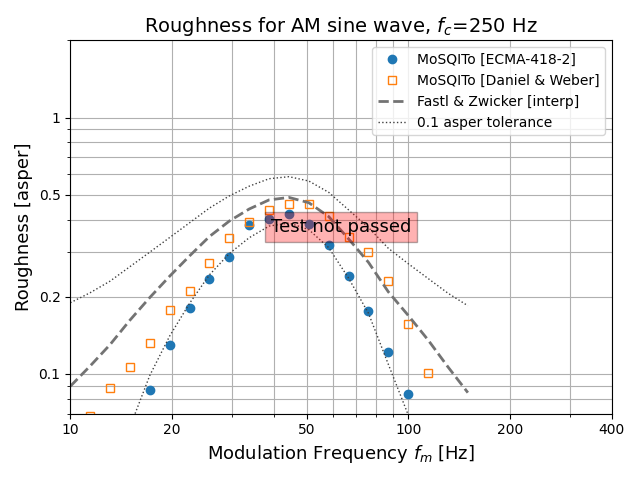 Roughness for AM sine wave, f_c=250 Hz
MoSQITo [ECMA-418-2]
MoSQITo [Daniel & Weber]
Fastl & Zwicker [interp]
0.1 asper tolerance
Roughness [asper]
1
0.5
0.2
0.1
Test not passed
10 20 50 100 200 400
Modulation Frequency f_m [Hz]